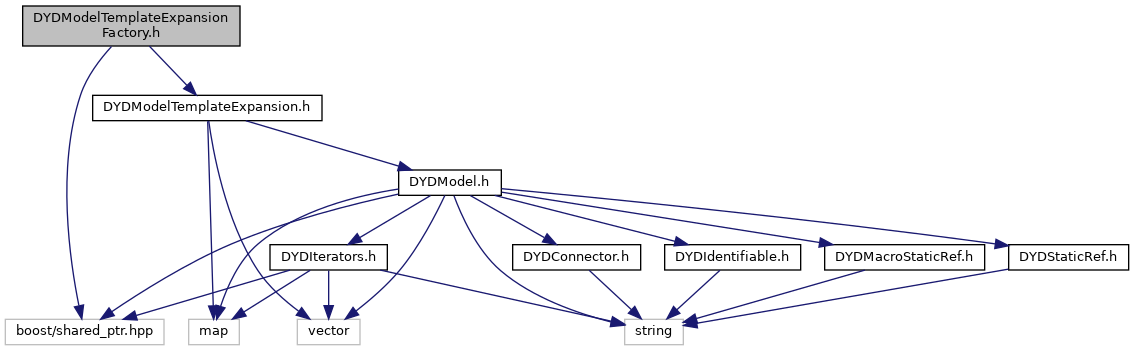 DYDModelTemplateExpansion
Factory.h
DYDModelTemplateExpansion.h
DYDModel.h
DYDIterators.h
DYDConnector.h
DYDIdentifiable.h
DYDMacroStaticRef.h
DYDStaticRef.h
boost/shared_ptr.hpp
map
vector
string